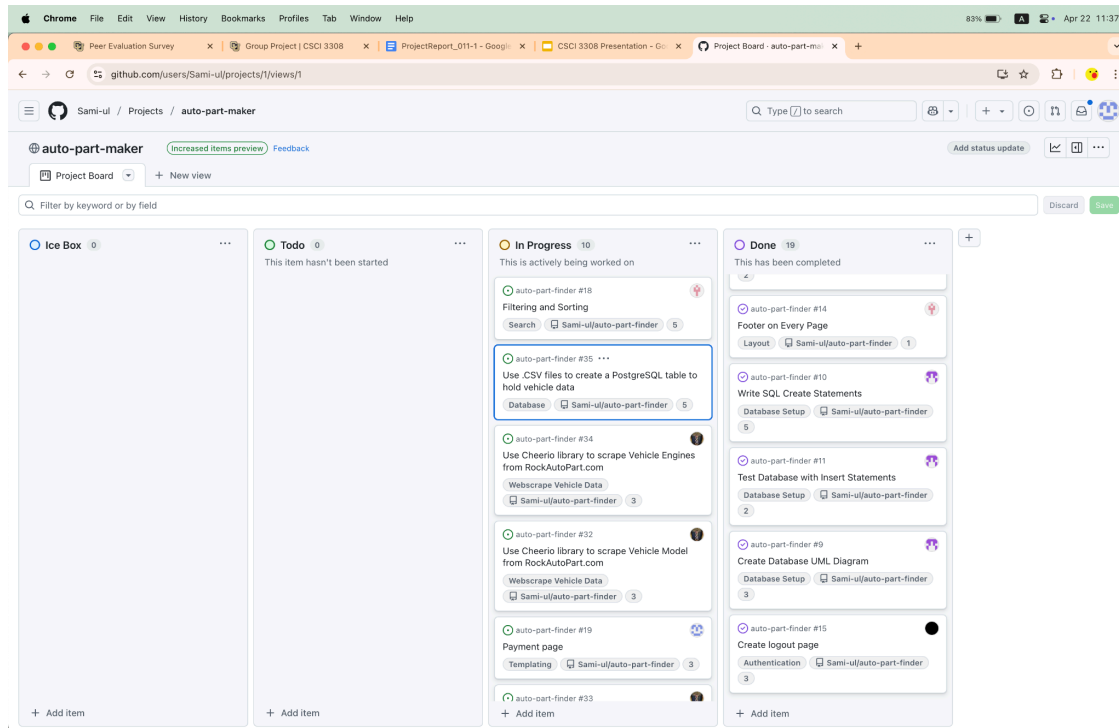 Chrome File Edit View History Bookmarks Profiles Tab Window Help 83% A Apr 22 11:37
Peer Evaluation Survey Group Project | CSCI 3308 ProjectReport_011-1 - Google CSCI 3308 Presentation - Go Project Board · auto-part-mak
github.com/users/Sami-ul/projects/1/views/1
Sami-ul / Projects / auto-part-maker Type / to search
auto-part-maker Increased items preview Feedback Add status update
Project Board + New view
Filter by keyword or by field Discard Save
Ice Box 0
+ Add item
Todo 0
This item hasn't been started
+ Add item
In Progress 10
This is actively being worked on
auto-part-finder #18
Filtering and Sorting
Search Sami-ul/auto-part-finder 5
auto-part-finder #35 ···
Use .CSV files to create a PostgreSQL table to
hold vehicle data
Database Sami-ul/auto-part-finder 5
auto-part-finder #34
Use Cheerio library to scrape Vehicle Engines
from RockAutoPart.com
Webscrape Vehicle Data
Sami-ul/auto-part-finder 3
auto-part-finder #32
Use Cheerio library to scrape Vehicle Model
from RockAutoPart.com
Webscrape Vehicle Data
Sami-ul/auto-part-finder 3
auto-part-finder #19
Payment page
Templating Sami-ul/auto-part-finder 3
auto-part-finder #33
+ Add item
Done 19
This has been completed
2
auto-part-finder #14
Footer on Every Page
Layout Sami-ul/auto-part-finder 1
auto-part-finder #10
Write SQL Create Statements
Database Setup Sami-ul/auto-part-finder
5
auto-part-finder #11
Test Database with Insert Statements
Database Setup Sami-ul/auto-part-finder
2
auto-part-finder #9
Create Database UML Diagram
Database Setup Sami-ul/auto-part-finder
3
auto-part-finder #15
Create logout page
Authentication Sami-ul/auto-part-finder
3
+ Add item